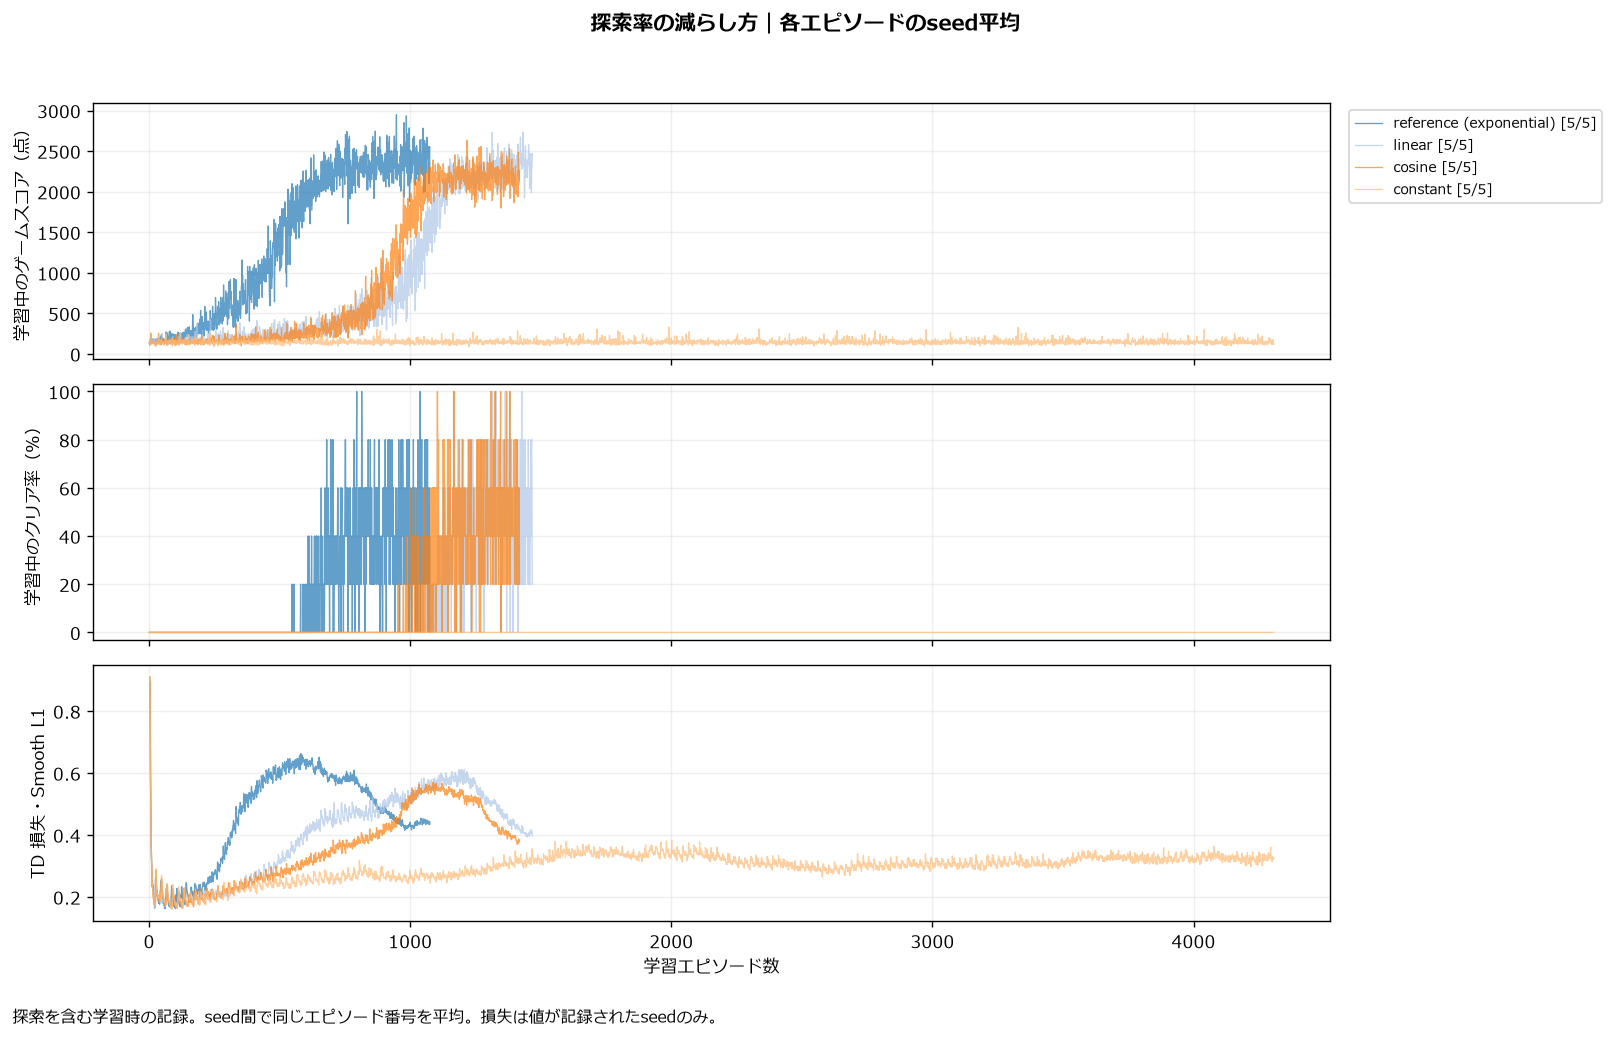 探索率の減らし方｜各エピソードのseed平均
学習中のゲームスコア（点）
3000
2500
2000
1500
1000
500
0
reference (exponential) [5/5]
linear [5/5]
cosine [5/5]
constant [5/5]
学習中のクリア率（%）
100
80
60
40
20
0
TD 損失・Smooth L1
0.8
0.6
0.4
0.2
0
1000
2000
3000
4000
学習エピソード数
探索を含む学習時の記録。seed間で同じエピソード番号を平均。損失は値が記録されたseedのみ。